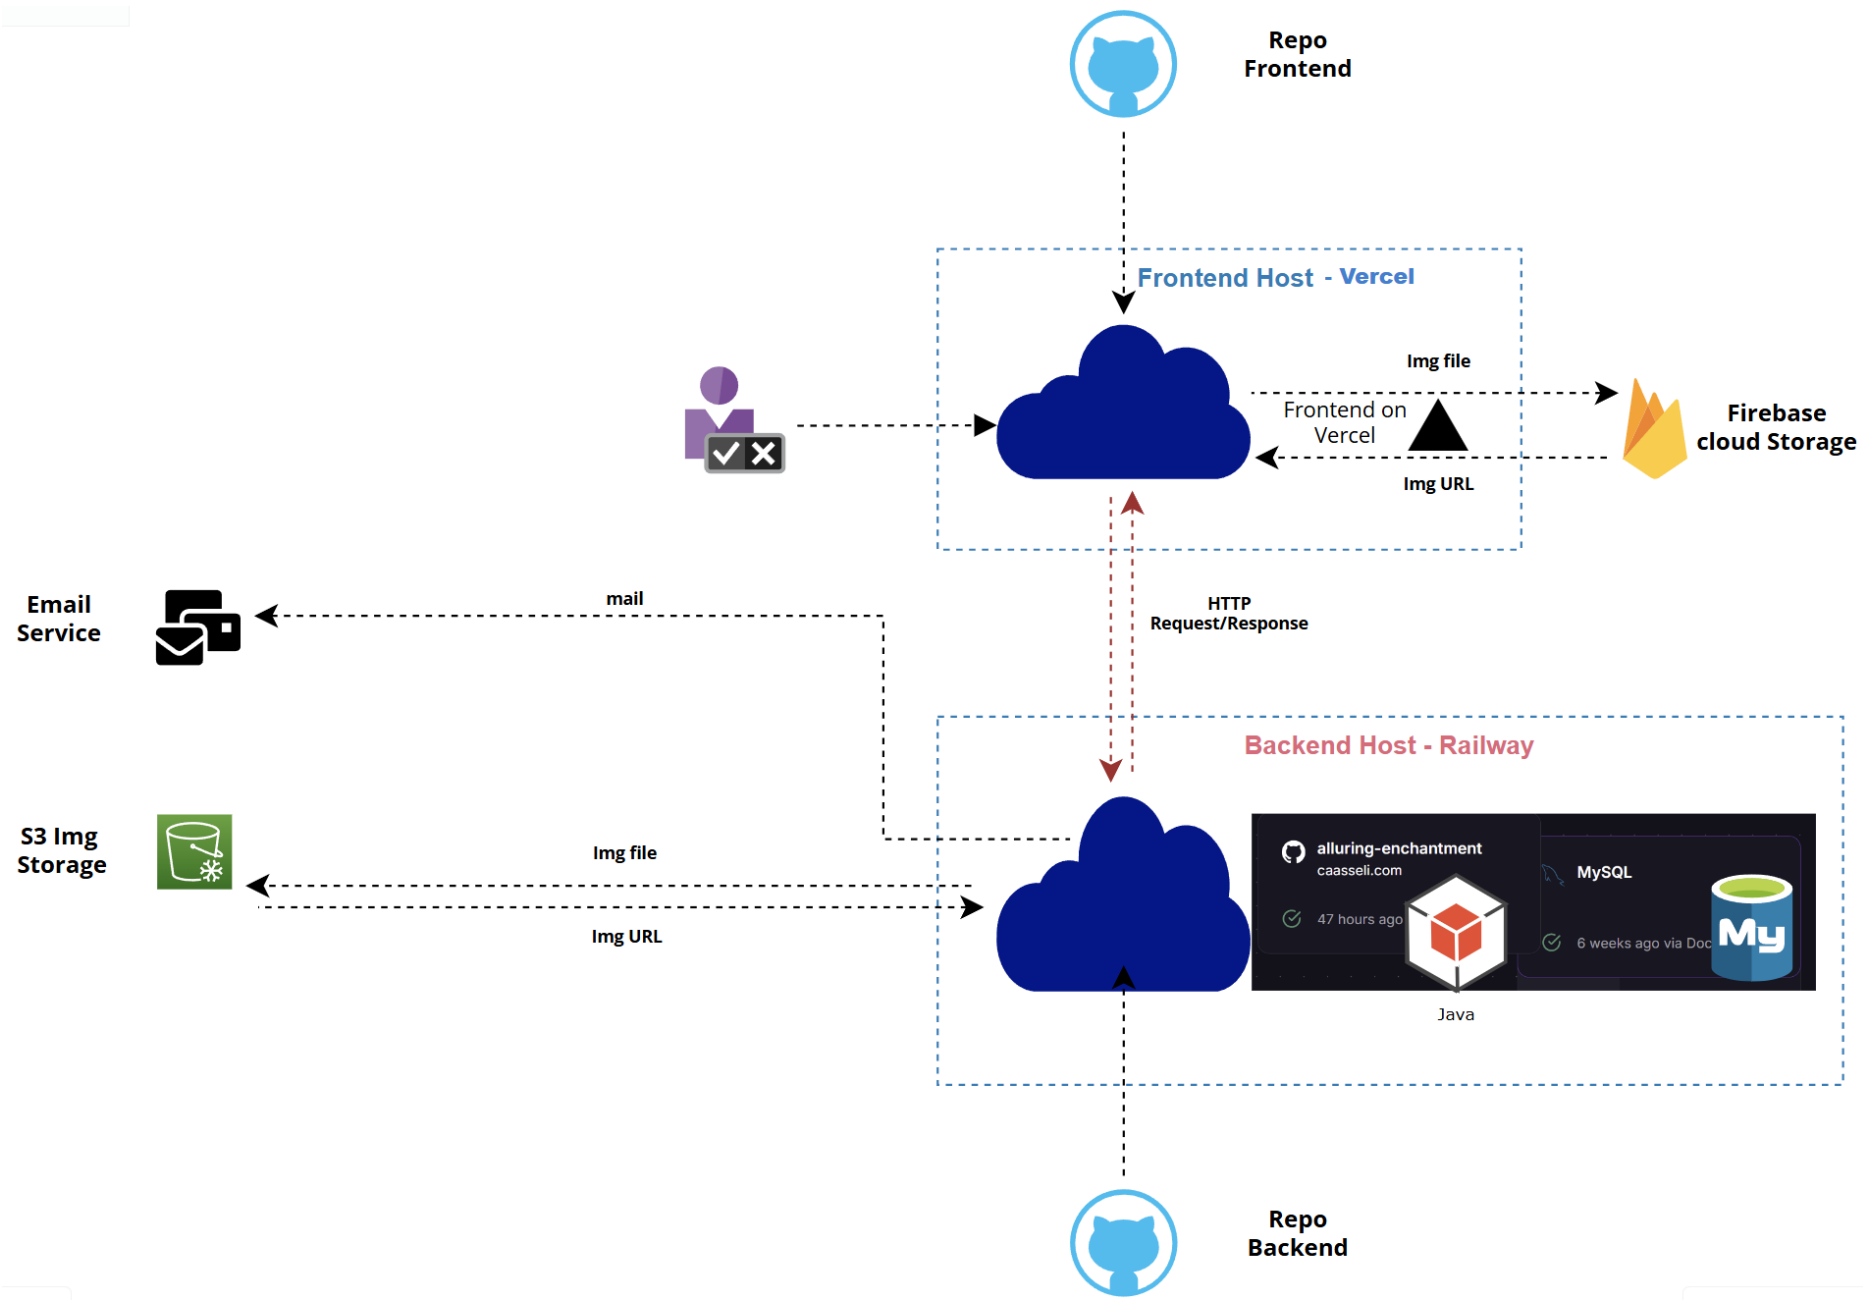 Repo
Frontend
Frontend Host - Vercel
Img file
Frontend on
Vercel
Img URL
Firebase
cloud Storage
Email
Service
mail
HTTP
Request/Response
Backend Host - Railway
S3 Img
Storage
Img file
Img URL
alluring-enchantment
caasseli.com
47 hours ago
MySQL
6 weeks ago via Doc
My
Java
Repo
Backend